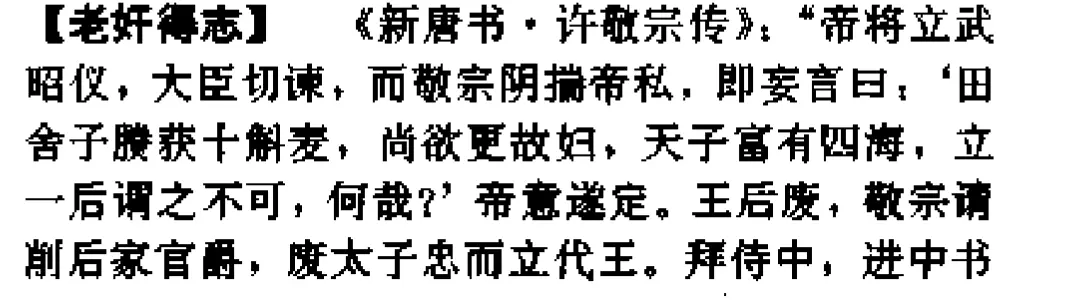 【老奸得志】　《新唐书·许敬宗传》：“帝将立武
昭仪，大臣切谏，而敬宗阴揣帝私，即妄言曰：‘田
舍子賸获十斛麦，尚欲更故妇，天子富有四海，立
一后谓之不可，何哉？’帝意遂定。王后废，敬宗请
削后家官爵，废太子忠而立代王。拜侍中，进中书